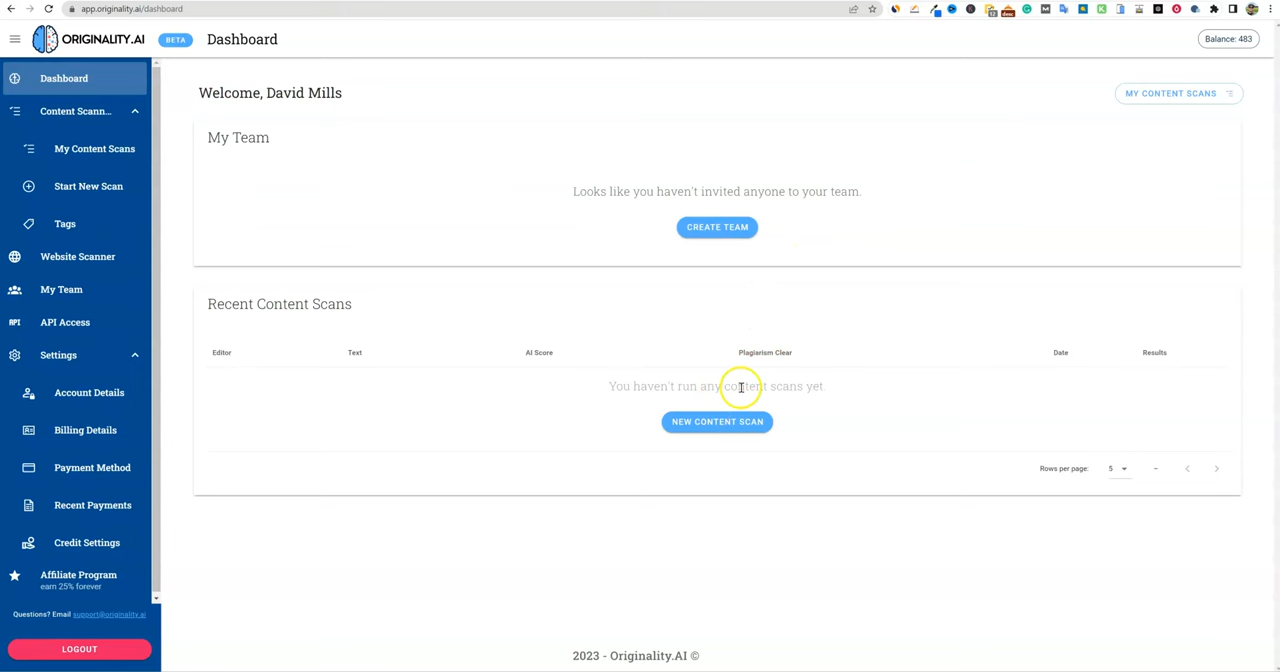 app.originality.ai/dashboard
ORIGINALITY.AI
BETA
Dashboard
Balance: 483
Dashboard
Content Scann...
My Content Scans
Start New Scan
Tags
Website Scanner
My Team
API API Access
Settings
Account Details
Billing Details
Payment Method
Recent Payments
Credit Settings
Affiliate Program
earn 25% forever
Questions? Email support@originality.ai
LOGOUT
Welcome, David Mills
MY CONTENT SCANS
My Team
Looks like you haven't invited anyone to your team.
CREATE TEAM
Recent Content Scans
Editor Text AI Score Plagiarism Clear Date Results
You haven't run any content scans yet.
NEW CONTENT SCAN
Rows per page: 5 –
2023 - Originality.AI ©